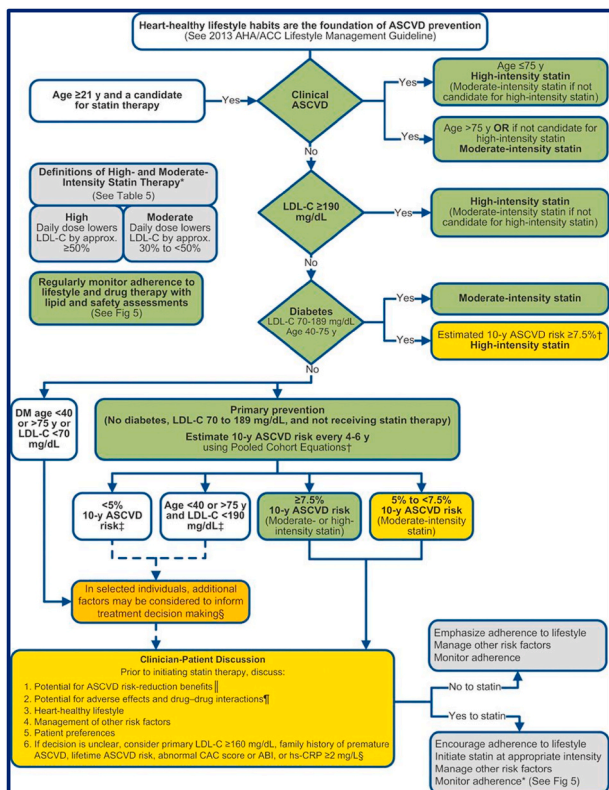 Heart-healthy lifestyle habits are the foundation of ASCVD prevention
(See 2013 AHA/ACC Lifestyle Management Guideline)
Age ≥21 y and a candidate
for statin therapy
Yes
Clinical
ASCVD
Yes
Age ≤75 y
High-intensity statin
(Moderate-intensity statin if not
candidate for high-intensity statin)
Yes
Age >75 y OR if not candidate for
high-intensity statin
Moderate-intensity statin
No
Definitions of High- and Moderate-
Intensity Statin Therapy*
(See Table 5)
High
Daily dose lowers
LDL-C by approx.
≥50%
Moderate
Daily dose lowers
LDL-C by approx.
30% to <50%
LDL-C ≥190
mg/dL
Yes
High-intensity statin
(Moderate-intensity statin if not
candidate for high-intensity statin)
No
Regularly monitor adherence to
lifestyle and drug therapy with
lipid and safety assessments
(See Fig 5)
Diabetes
LDL-C 70-189 mg/dL
Age 40-75 y
Yes
Moderate-intensity statin
Yes
Estimated 10-y ASCVD risk ≥7.5%†
High-intensity statin
No
DM age <40
or >75 y or
LDL-C <70
mg/dL
Primary prevention
(No diabetes, LDL-C 70 to 189 mg/dL, and not receiving statin therapy)
Estimate 10-y ASCVD risk every 4-6 y
using Pooled Cohort Equations†
<5%
10-y ASCVD
risk‡
Age <40 or >75 y
and LDL-C <190
mg/dL‡
≥7.5%
10-y ASCVD risk
(Moderate- or high-
intensity statin)
5% to <7.5%
10-y ASCVD risk
(Moderate-intensity
statin)
In selected individuals, additional
factors may be considered to inform
treatment decision making§
Clinician-Patient Discussion
Prior to initiating statin therapy, discuss:
1. Potential for ASCVD risk-reduction benefits‖
2. Potential for adverse effects and drug–drug interactions¶
3. Heart-healthy lifestyle
4. Management of other risk factors
5. Patient preferences
6. If decision is unclear, consider primary LDL-C ≥160 mg/dL, family history of premature
ASCVD, lifetime ASCVD risk, abnormal CAC score or ABI, or hs-CRP ≥2 mg/L§
Emphasize adherence to lifestyle
Manage other risk factors
Monitor adherence
No to statin
Yes to statin
Encourage adherence to lifestyle
Initiate statin at appropriate intensity
Manage other risk factors
Monitor adherence* (See Fig 5)